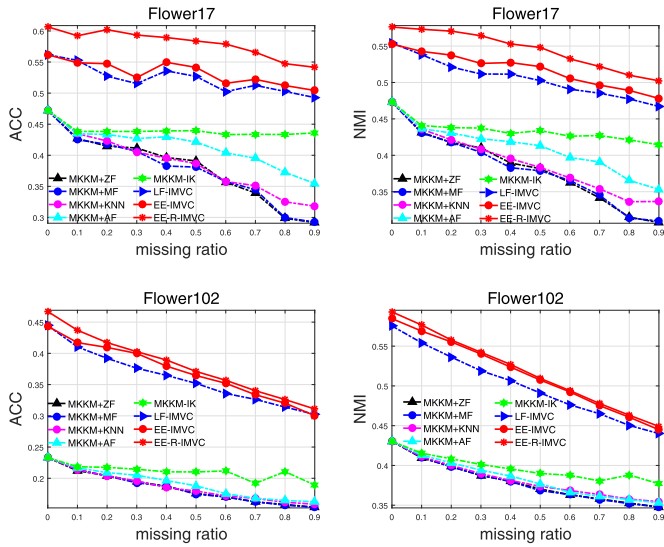 Flower17
ACC
0.6
0.55
0.5
0.45
0.4
0.35
0.3
MKKM+ZF
MKKM+MF
MKKM+KNN
MKKM+AF
MKKM-IK
LF-IMVC
EE-IMVC
EE-R-IMVC
0 0.1 0.2 0.3 0.4 0.5 0.6 0.7 0.8 0.9
missing ratio
Flower17
NMI
0.55
0.5
0.45
0.4
0.35
MKKM+ZF
MKKM+MF
MKKM+KNN
MKKM+AF
MKKM-IK
LF-IMVC
EE-IMVC
EE-R-IMVC
0 0.1 0.2 0.3 0.4 0.5 0.6 0.7 0.8 0.9
missing ratio
Flower102
ACC
0.45
0.4
0.35
0.3
0.25
0.2
MKKM+ZF
MKKM+MF
MKKM+KNN
MKKM+AF
MKKM-IK
LF-IMVC
EE-IMVC
EE-R-IMVC
0 0.1 0.2 0.3 0.4 0.5 0.6 0.7 0.8 0.9
missing ratio
Flower102
NMI
0.55
0.5
0.45
0.4
0.35
MKKM+ZF
MKKM+MF
MKKM+KNN
MKKM+AF
MKKM-IK
LF-IMVC
EE-IMVC
EE-R-IMVC
0 0.1 0.2 0.3 0.4 0.5 0.6 0.7 0.8 0.9
missing ratio